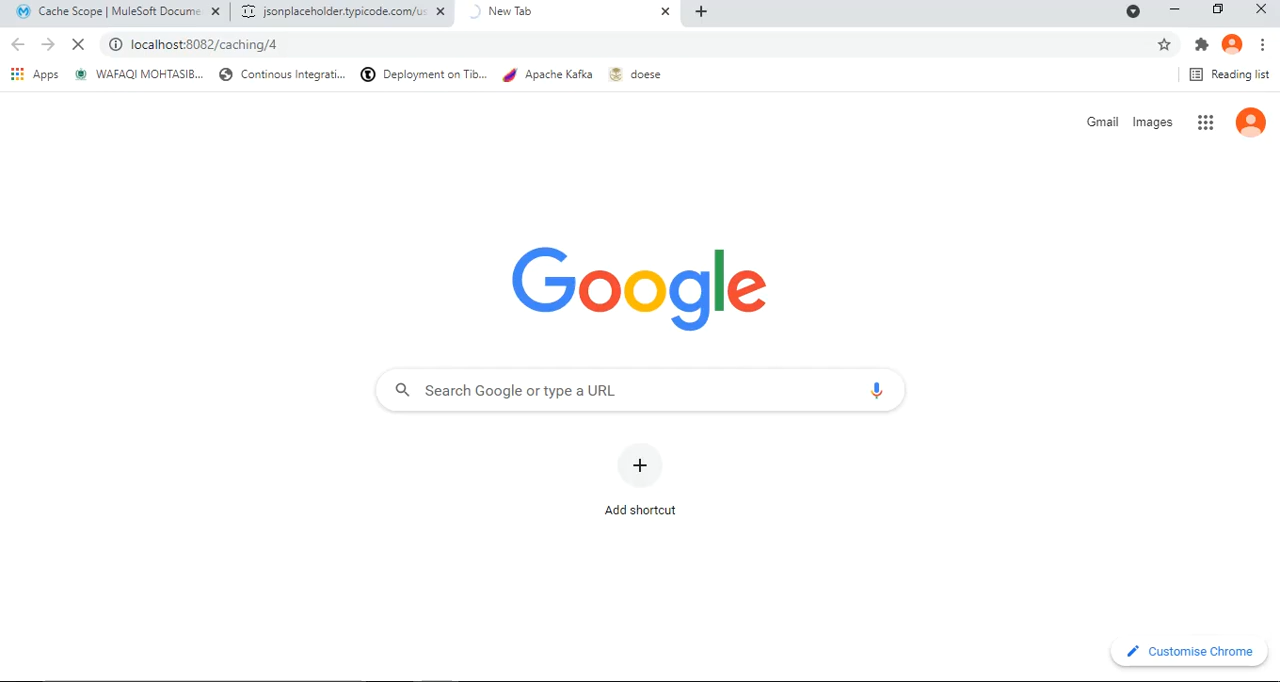 Cache Scope | MuleSoft Docume
jsonplaceholder.typicode.com/us
New Tab
localhost:8082/caching/4
Apps
WAFAQI MOHTASIB...
Continous Integrati...
Deployment on Tib...
Apache Kafka
doese
Reading list
Gmail
Images
Google
Search Google or type a URL
Add shortcut
Customise Chrome